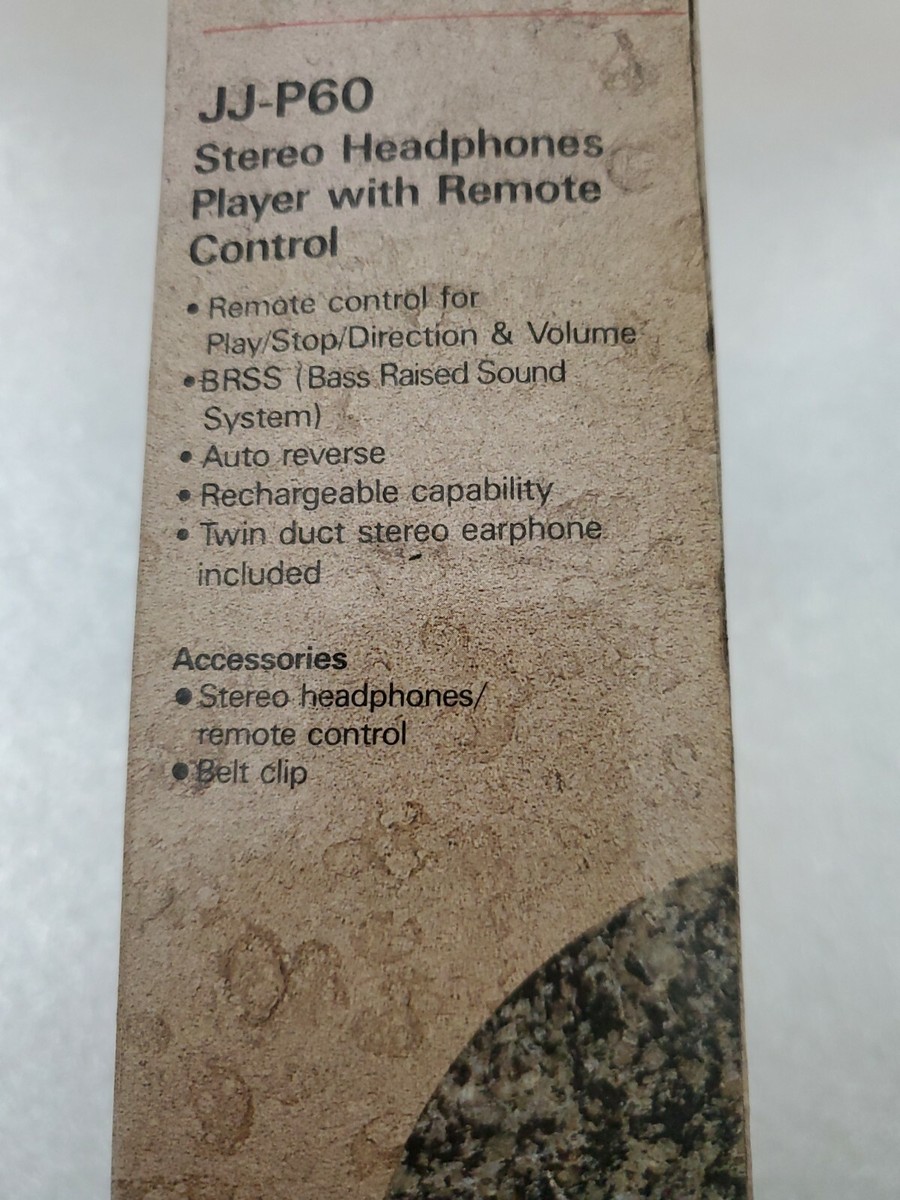 JJ-P60
Stereo Headphones
Player with Remote
Control
• Remote control for
Play/Stop/Direction & Volume
• BRSS (Bass Raised Sound
System)
• Auto reverse
• Rechargeable capability
• Twin duct stereo earphone
included
Accessories
● Stereo headphones/
remote control
● Belt clip